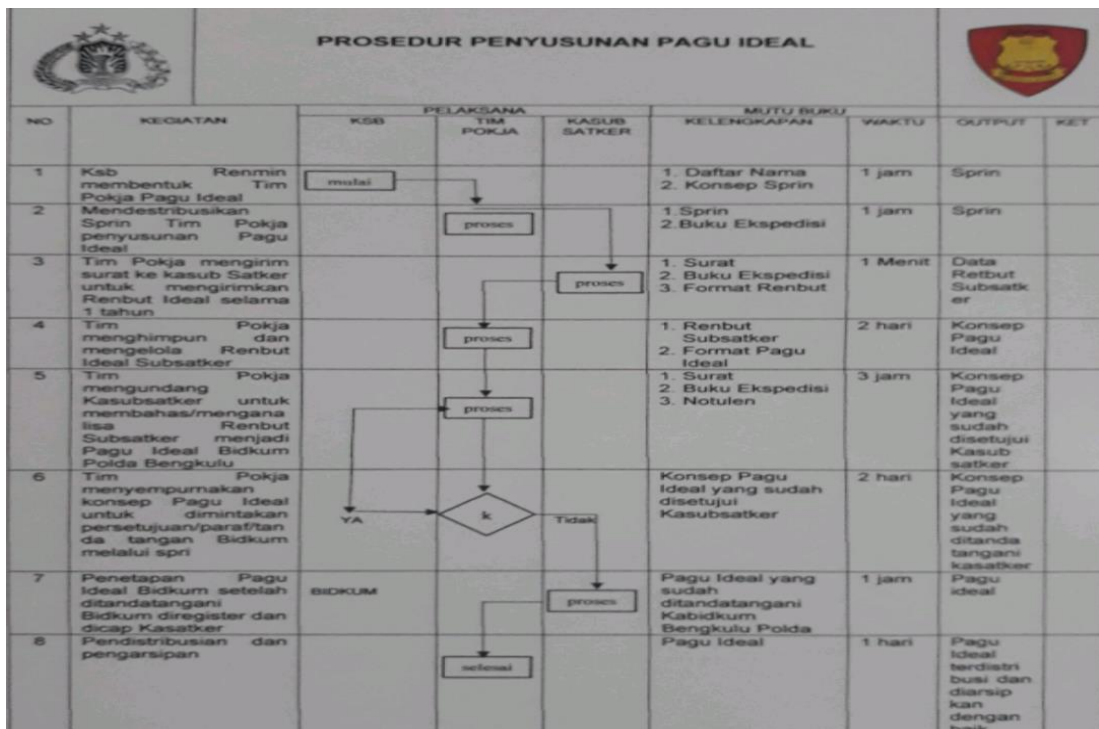 PROSEDUR PENYUSUNAN PAGU IDEAL
NO
KEGIATAN
PELAKSANA
MUTU BUKU
OUTPUT
KET
KSB
TIM
POKJA
KASUB
SATKER
KELENGKAPAN
WAKTU
1
Ksb Renmin
membentuk Tim
Pokja Pagu Ideal
mulai
1. Daftar Nama
2. Konsep Sprin
1 jam
Sprin
2
Mendestribusikan
Sprin Tim Pokja
penyusunan Pagu
Ideal
proses
1.Sprin
2.Buku Ekspedisi
1 jam
Sprin
3
Tim Pokja mengirim
surat ke kasub Satker
untuk mengirimkan
Renbut Ideal selama
1 tahun
proses
1. Surat
2. Buku Ekspedisi
3. Format Renbut
1 Menit
Data
Retbut
Subsatk
er
4
Tim Pokja
menghimpun dan
mengelola Renbut
Ideal Subsatker
proses
1. Renbut
Subsatker
2. Format Pagu
Ideal
2 hari
Konsep
Pagu
Ideal
5
Tim Pokja
mengundang
Kasubsatker untuk
membahas/mengana
lisa Renbut
Subsatker menjadi
Pagu Ideal Bidkum
Polda Bengkulu
proses
1. Surat
2. Buku Ekspedisi
3. Notulen
3 jam
Konsep
Pagu
Ideal
yang
sudah
disetujui
Kasub
satker
6
Tim Pokja
menyempurnakan
konsep Pagu Ideal
untuk dimintakan
persetujuan/paraf/tan
da tangan Bidkum
melalui spri
YA
k
Tidak
Konsep Pagu
Ideal yang sudah
disetujui
Kasubsatker
2 hari
Konsep
Pagu
Ideal
yang
sudah
ditanda
tangani
kasatker
7
Penetapan Pagu
Ideal Bidkum setelah
ditandatangani
Bidkum diregister dan
dicap Kasatker
BIDKUM
proses
Pagu Ideal yang
sudah
ditandatangani
Kabidkum
Bengkulu Polda
1 jam
Pagu
ideal
8
Pendistribusian dan
pengarsipan
selesai
Pagu Ideal
1 hari
Pagu
Ideal
terdistri
busi dan
diarsip
kan
dengan
baik